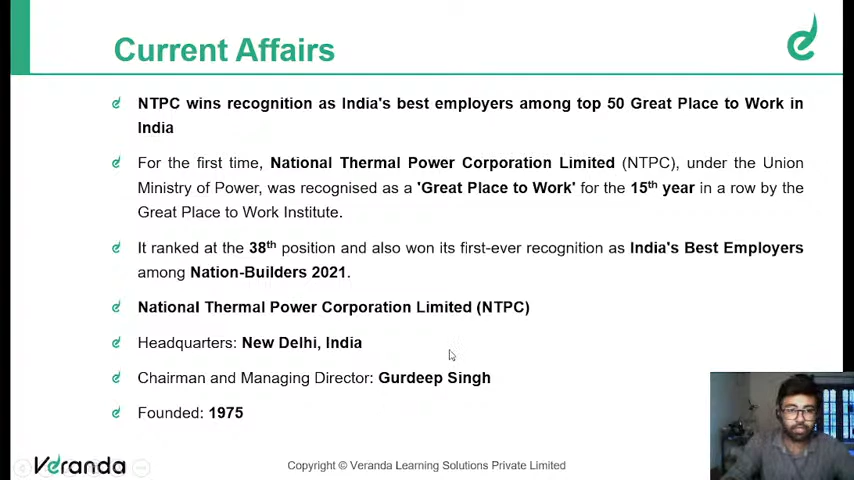 Current Affairs
NTPC wins recognition as India's best employers among top 50 Great Place to Work in
India
For the first time, National Thermal Power Corporation Limited (NTPC), under the Union
Ministry of Power, was recognised as a 'Great Place to Work' for the 15th year in a row by the
Great Place to Work Institute.
It ranked at the 38th position and also won its first-ever recognition as India's Best Employers
among Nation-Builders 2021.
National Thermal Power Corporation Limited (NTPC)
Headquarters: New Delhi, India
Chairman and Managing Director: Gurdeep Singh
Founded: 1975
Veranda
Copyright © Veranda Learning Solutions Private Limited